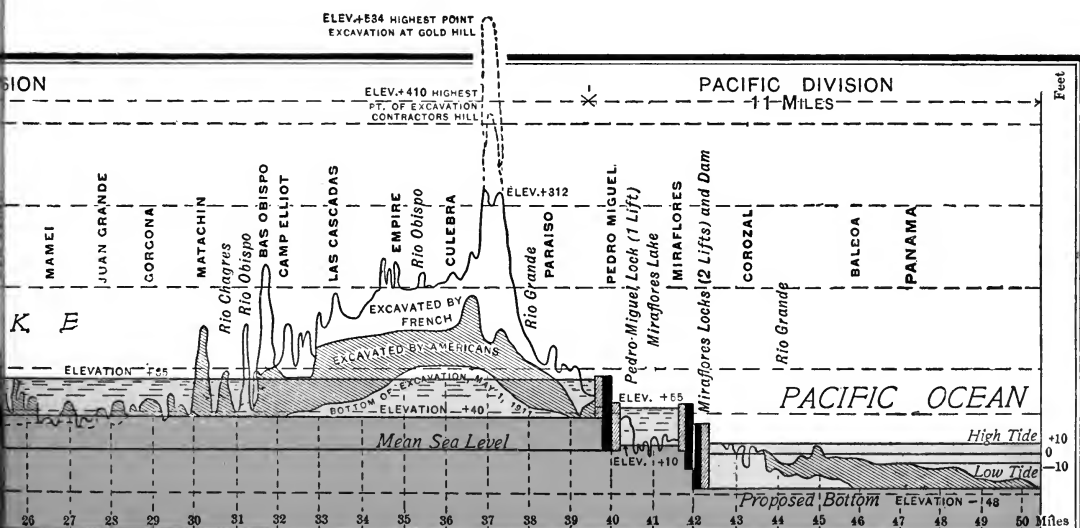 ELEV.+534 HIGHEST POINT
EXCAVATION AT GOLD HILL
SION
ELEV.+410 HIGHEST
PT. OF EXCAVATION
CONTRACTORS HILL
PACIFIC DIVISION
11 MILES
Feet
ELEV.+312
MAMEI
JUAN GRANDE
GORGONA
MATACHIN
Rio Chagres
Rio Obispo
BAS OBISPO
CAMP ELLIOT
LAS CASCADAS
EMPIRE
Rio Obispo
CULEBRA
Rio Grande
PARAISO
PEDRO MIGUEL
Pedro-Miguel Lock (1 Lift)
Miraflores Lake
MIRAFLORES
Miraflores Locks (2 Lifts) and Dam
COROZAL
Rio Grande
BALBOA
PANAMA
K E
EXCAVATED BY
FRENCH
EXCAVATED BY AMERICANS
BOTTOM OF EXCAVATION, MAY 1, 1911
ELEVATION +85
ELEVATION +40
ELEV. +55
ELEV. +10
PACIFIC OCEAN
Mean Sea Level
High Tide
+10
0
-10
Low Tide
Proposed Bottom ELEVATION -48
26 27 28 29 30 31 32 33 34 35 36 37 38 39 40 41 42 43 44 45 46 47 48 49 50 Miles